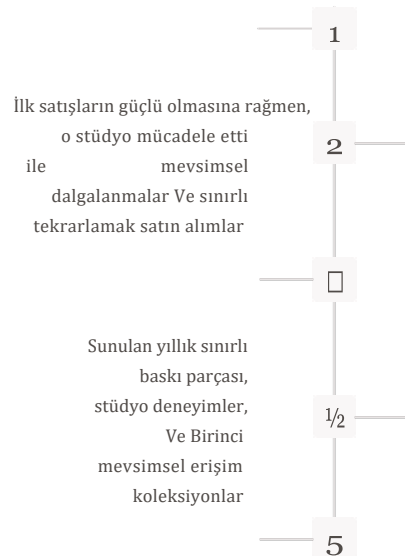 1
İlk satışların güçlü olmasına rağmen,
o stüdyo mücadele etti
ile mevsimsel
dalgalanmalar Ve sınırlı
tekrarlamak satın alımlar
2
Sunulan yıllık sınırlı
baskı parçası,
stüdyo deneyimler,
Ve Birinci
mevsimsel erişim
koleksiyonlar
½
5